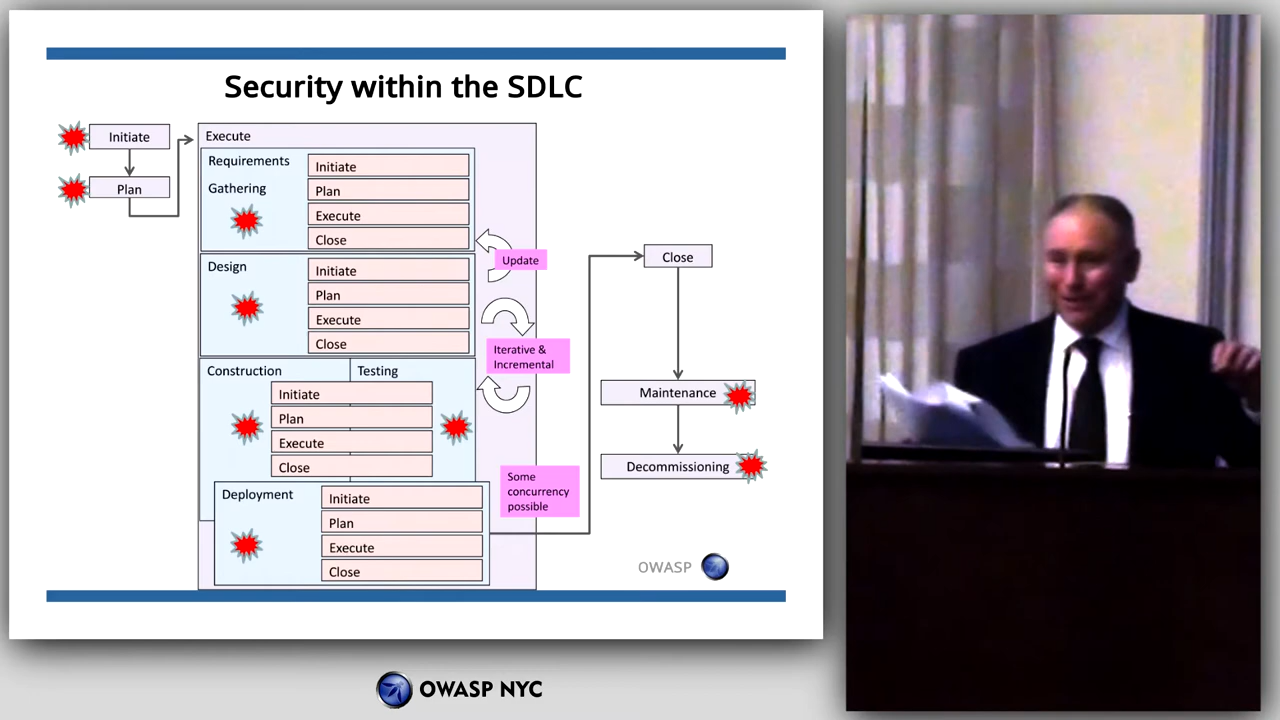 Security within the SDLC
Initiate
Plan
Execute
Requirements
Gathering
Initiate
Plan
Execute
Close
Update
Design
Initiate
Plan
Execute
Close
Iterative &
Incremental
Construction
Testing
Initiate
Plan
Execute
Close
Some
concurrency
possible
Deployment
Initiate
Plan
Execute
Close
Close
Maintenance
Decommissioning
OWASP
OWASP NYC